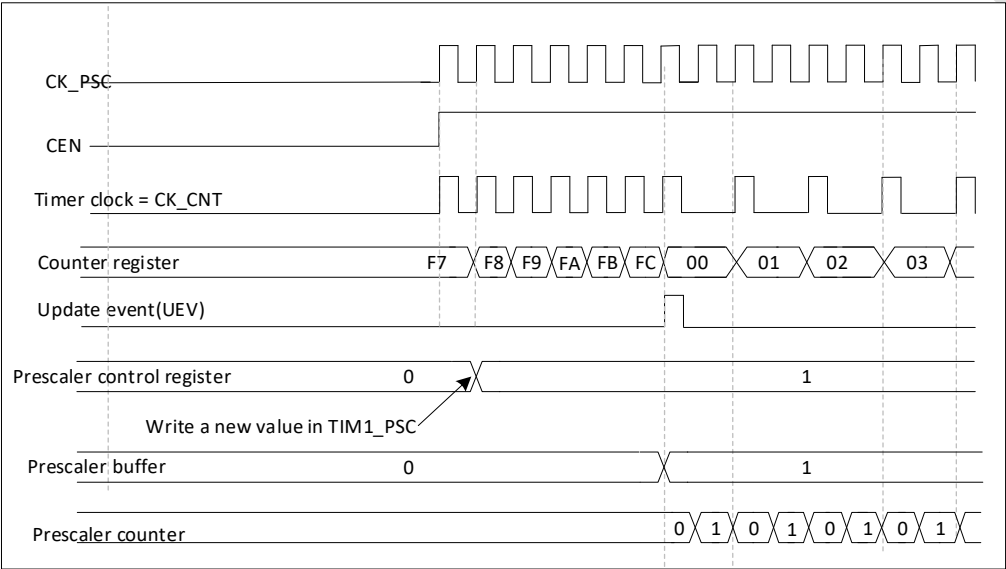 CK_PSC
CEN
Timer clock = CK_CNT
Counter register F7 F8 F9 FA FB FC 00 01 02 03
Update event(UEV)
Prescaler control register 0 1
Write a new value in TIM1_PSC
Prescaler buffer 0 1
Prescaler counter 0 1 0 1 0 1 0 1